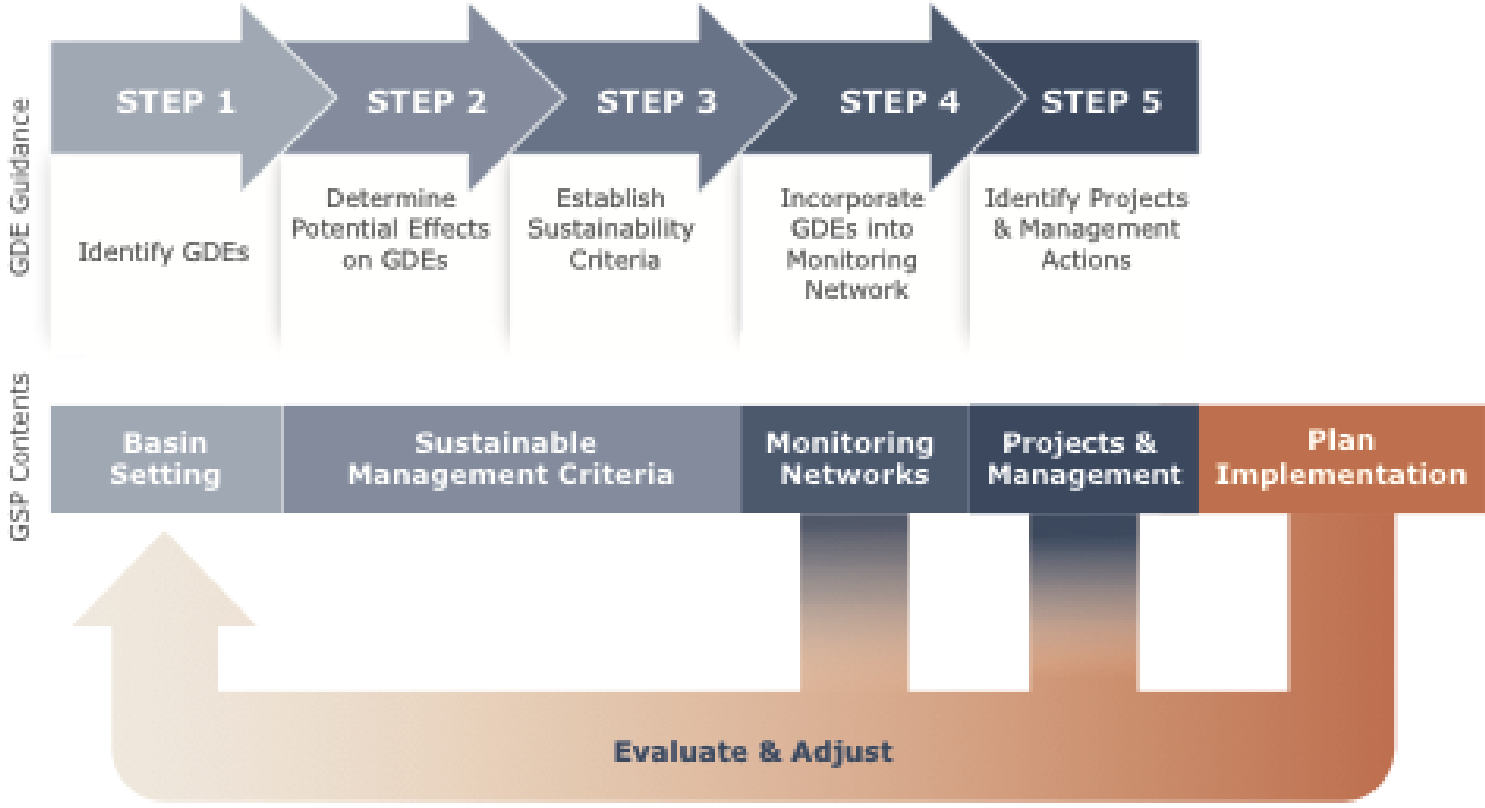 GDE Guidance
STEP 1
STEP 2
STEP 3
STEP 4
STEP 5
Identify GDEs
Determine
Potential Effects
on GDEs
Establish
Sustainability
Criteria
Incorporate
GDEs into
Monitoring
Network
Identify Projects
& Management
Actions
GSP Contents
Basin
Setting
Sustainable
Management Criteria
Monitoring
Networks
Projects &
Management
Plan
Implementation
Evaluate & Adjust